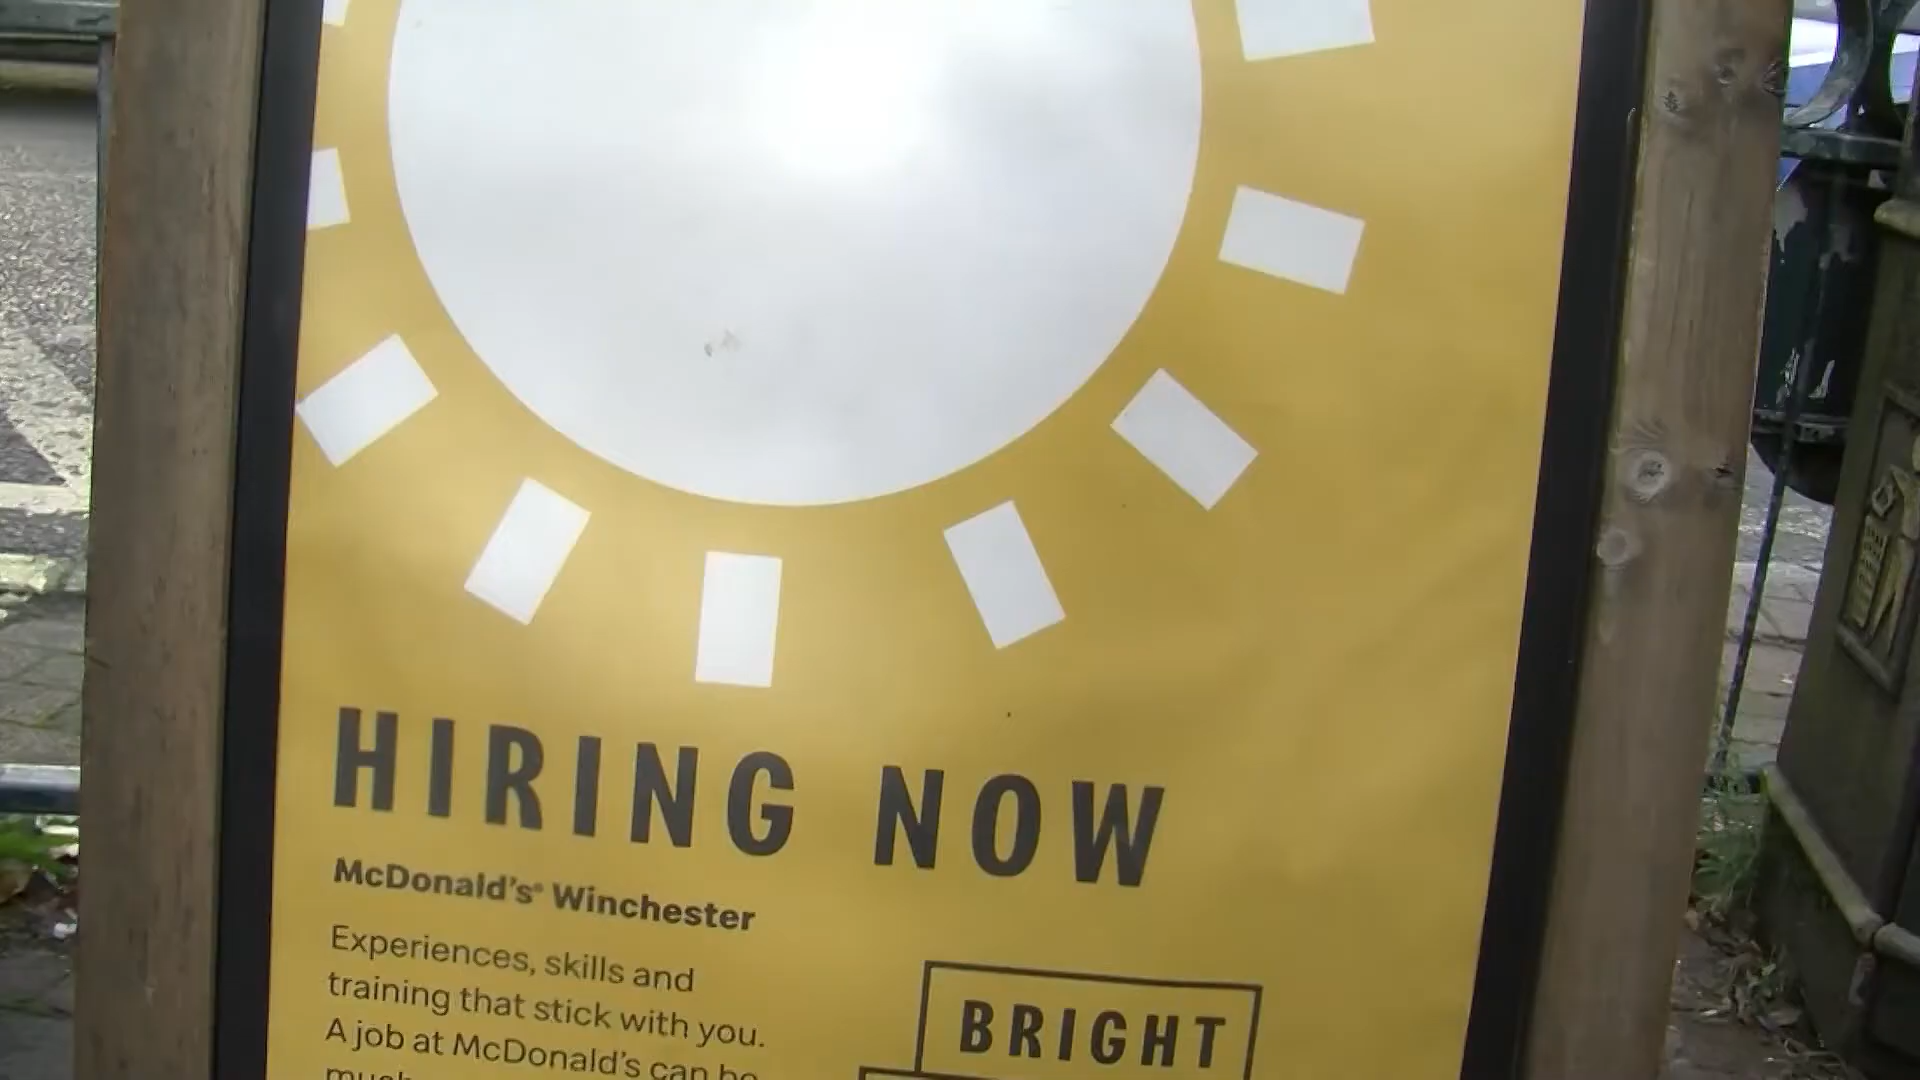 HIRING NOW
McDonald's® Winchester
Experiences, skills and
training that stick with you.
A job at McDonald's can be
BRIGHT